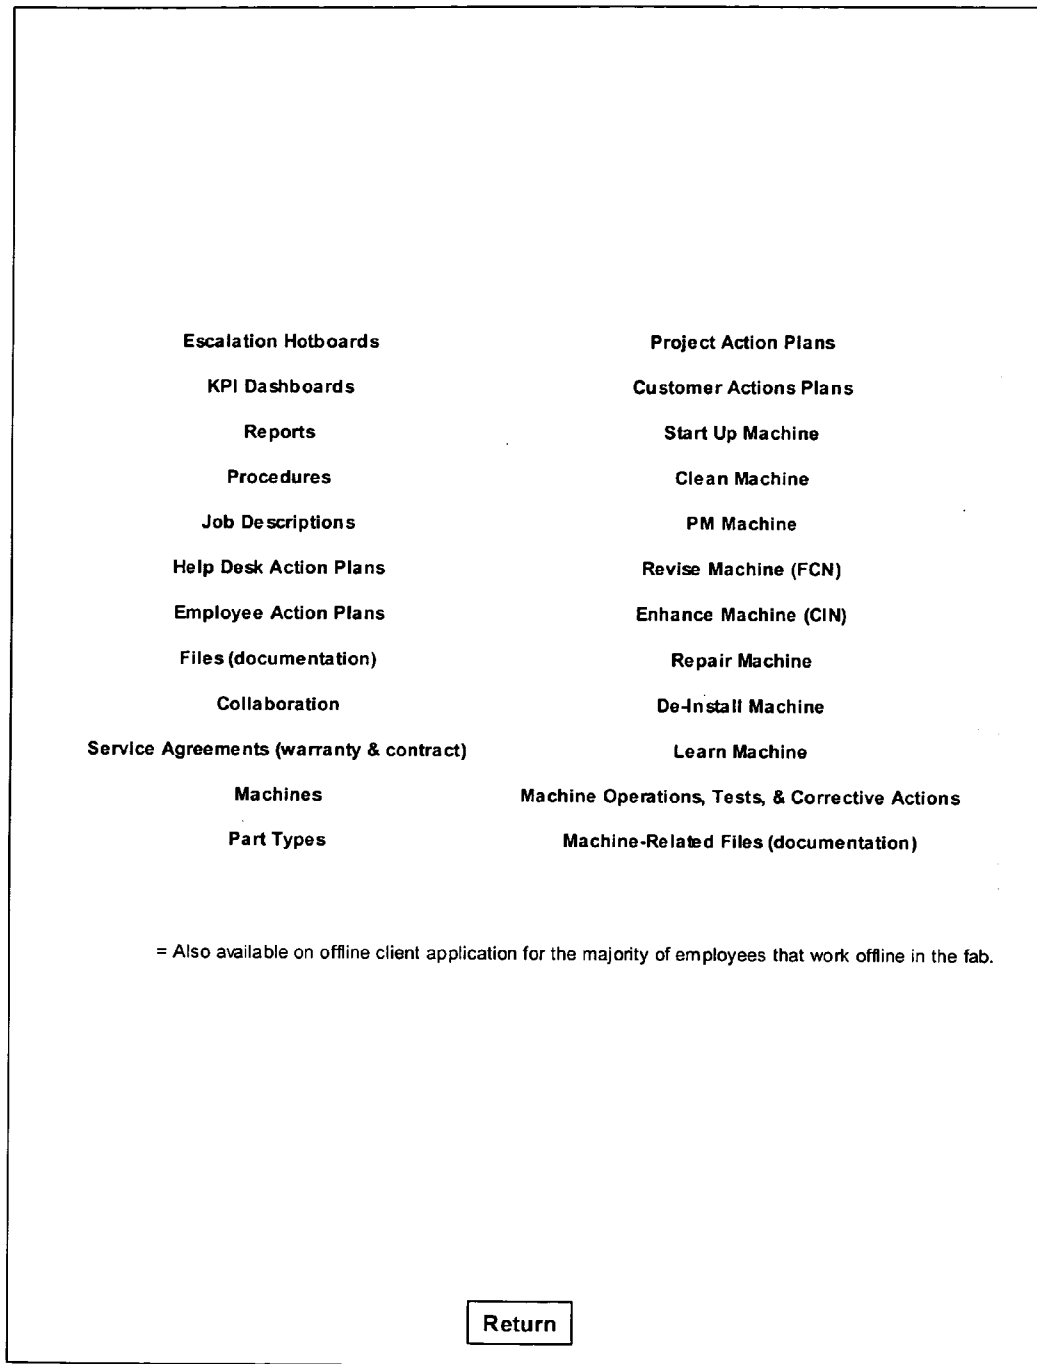 Escalation Hotboards
KPI Dashboards
Reports
Procedures
Job Descriptions
Help Desk Action Plans
Employee Action Plans
Files (documentation)
Collaboration
Service Agreements (warranty & contract)
Machines
Part Types
Project Action Plans
Customer Actions Plans
Start Up Machine
Clean Machine
PM Machine
Revise Machine (FCN)
Enhance Machine (CIN)
Repair Machine
De-Install Machine
Learn Machine
Machine Operations, Tests, & Corrective Actions
Machine-Related Files (documentation)
= Also available on offline client application for the majority of employees that work offline in the fab.
Return